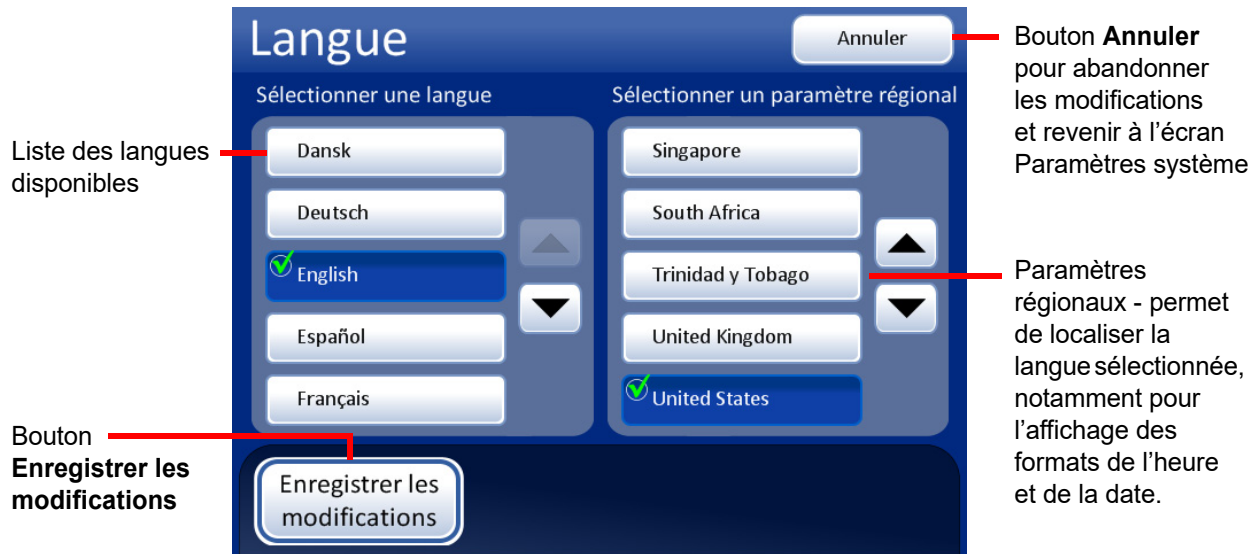 Langue
Annuler
Sélectionner une langue
Sélectionner un paramètre régional
Dansk
Deutsch
English
Español
Français
Singapore
South Africa
Trinidad y Tobago
United Kingdom
United States
Enregistrer les
modifications
Liste des langues
disponibles
Bouton
Enregistrer les
modifications
Bouton Annuler
pour abandonner
les modifications
et revenir à l’écran
Paramètres système
Paramètres
régionaux - permet
de localiser la
langue sélectionnée,
notamment pour
l’affichage des
formats de l’heure
et de la date.